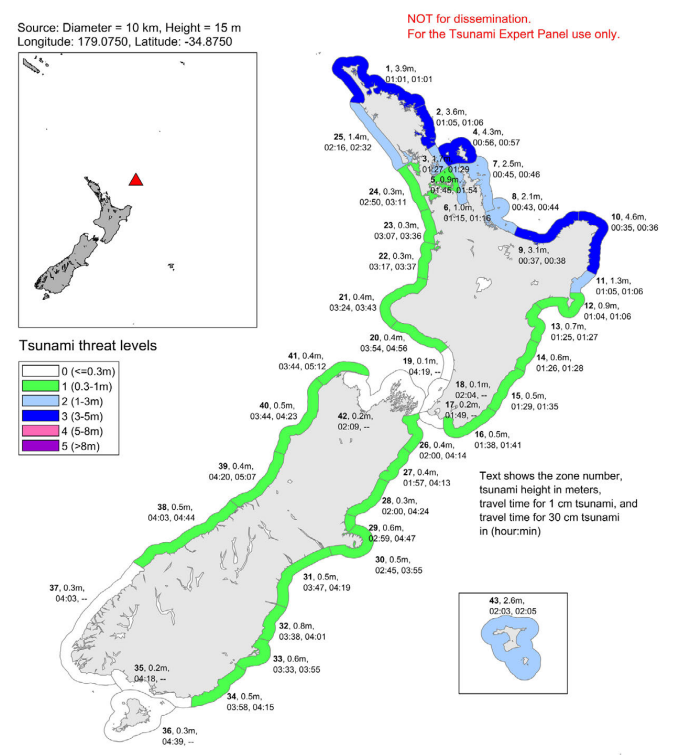 Source: Diameter = 10 km, Height = 15 m
Longitude: 179.0750, Latitude: -34.8750
NOT for dissemination.
For the Tsunami Expert Panel use only.
1, 3.9m,
01:01, 01:01
2, 3.6m,
01:05, 01:06
4, 4.3m,
00:56, 00:57
25, 1.4m,
02:16, 02:32
3, 1.7m,
01:27, 01:29
7, 2.5m,
00:45, 00:46
5, 0.9m,
01:45, 01:54
24, 0.3m,
02:50, 03:11
8, 2.1m,
00:43, 00:44
6, 1.0m,
01:15, 01:16
10, 4.6m,
00:35, 00:36
23, 0.3m,
03:07, 03:36
9, 3.1m,
00:37, 00:38
22, 0.3m,
03:17, 03:37
11, 1.3m,
01:05, 01:06
21, 0.4m,
03:24, 03:43
12, 0.9m,
01:04, 01:06
13, 0.7m,
01:25, 01:27
20, 0.4m,
03:54, 04:56
14, 0.6m,
01:26, 01:28
19, 0.1m,
04:19, --
41, 0.4m,
03:44, 05:12
18, 0.1m,
02:04, --
15, 0.5m,
01:29, 01:35
17, 0.2m,
01:49, --
40, 0.5m,
03:44, 04:23
42, 0.2m,
02:09, --
16, 0.5m,
01:38, 01:41
26, 0.4m,
02:00, 04:14
Tsunami threat levels
0 (<=0.3m)
1 (0.3-1m)
2 (1-3m)
3 (3-5m)
4 (5-8m)
5 (>8m)
39, 0.4m,
04:20, 05:07
27, 0.4m,
01:57, 04:13
Text shows the zone number,
tsunami height in meters,
travel time for 1 cm tsunami, and
travel time for 30 cm tsunami
in (hour:min)
38, 0.5m,
04:03, 04:44
28, 0.3m,
02:00, 04:24
29, 0.6m,
02:59, 04:47
30, 0.5m,
02:45, 03:55
31, 0.5m,
03:47, 04:19
37, 0.3m,
04:03, --
43, 2.6m,
02:03, 02:05
32, 0.8m,
03:38, 04:01
33, 0.6m,
03:33, 03:55
35, 0.2m,
04:18, --
34, 0.5m,
03:58, 04:15
36, 0.3m,
04:39, --